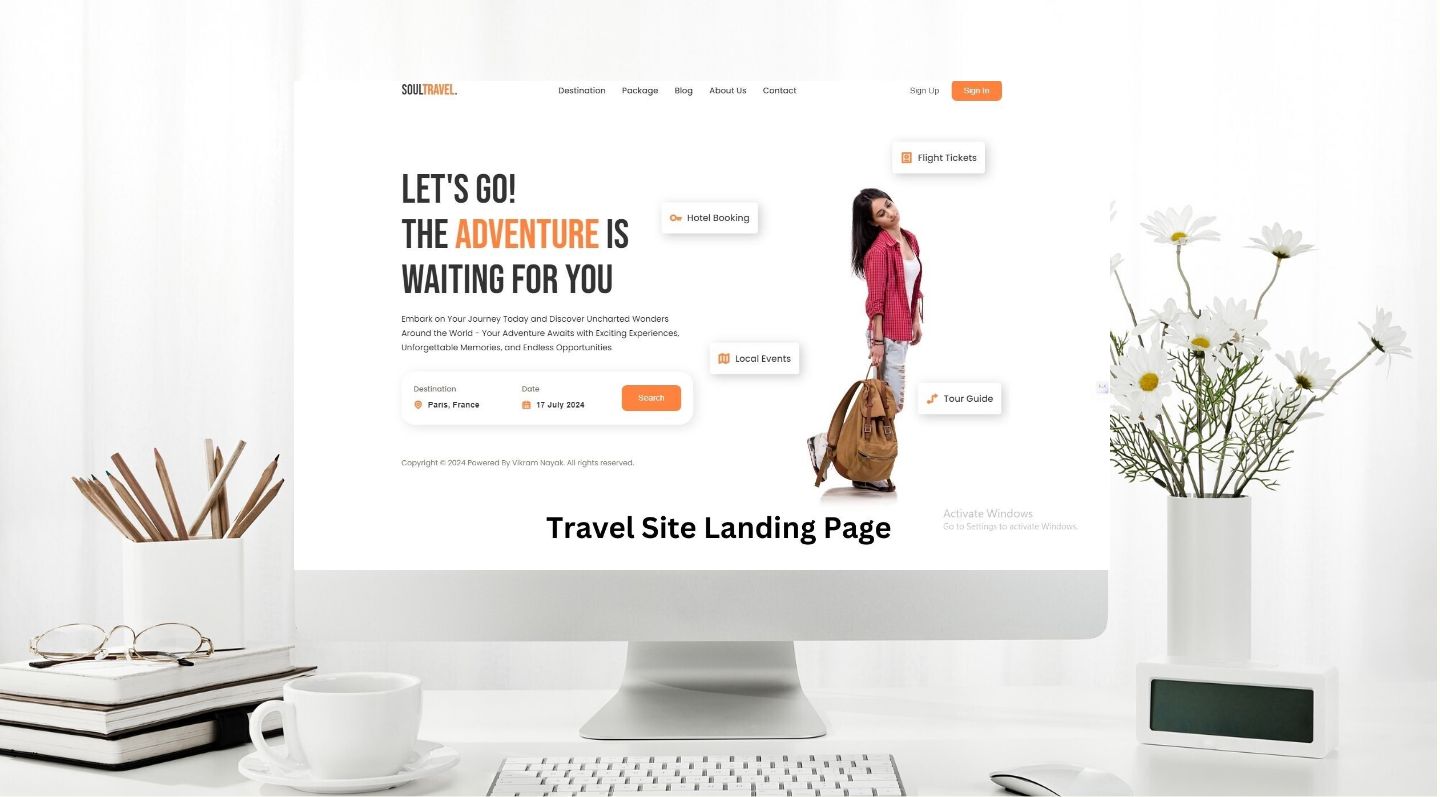 SOULTRAVEL.
Destination Package Blog About Us Contact
Sign Up Sign In
Flight Tickets
LET'S GO!
THE ADVENTURE IS
WAITING FOR YOU
Hotel Booking
Embark on Your Journey Today and Discover Uncharted Wonders
Around the World - Your Adventure Awaits with Exciting Experiences,
Unforgettable Memories, and Endless Opportunities
Local Events
Destination Date
Paris, France 17 July 2024 Search
Tour Guide
Copyright © 2024 Powered By Vikram Nayak. All rights reserved.
Travel Site Landing Page
Activate Windows
Go to Settings to activate Windows.